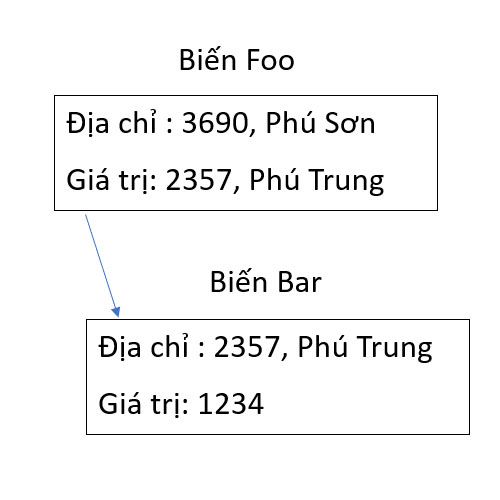 Biến Foo
Địa chỉ : 3690, Phú Sơn
Giá trị: 2357, Phú Trung
Biến Bar
Địa chỉ : 2357, Phú Trung
Giá trị: 1234